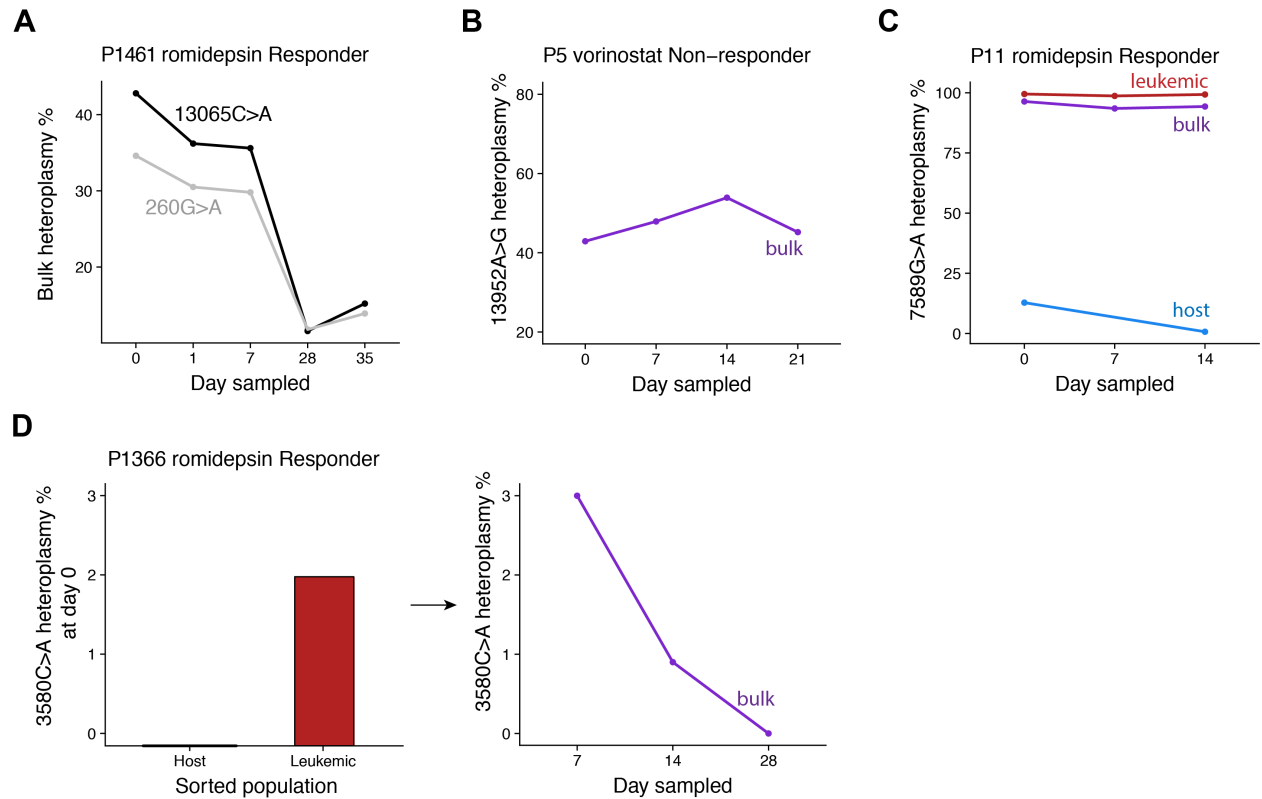 A
P1461 romidepsin Responder
Bulk heteroplasmy %
40
30
20
13065C>A
260G>A
0 1 7 28 35
Day sampled
B
P5 vorinostat Non−responder
13952A>G heteroplasmy %
80
60
40
20
bulk
0 7 14 21
Day sampled
C
P11 romidepsin Responder
7589G>A heteroplasmy %
100
75
50
25
0
leukemic
bulk
host
0 7 14
Day sampled
D
P1366 romidepsin Responder
3580C>A heteroplasmy %
at day 0
3
2
1
0
Host Leukemic
Sorted population
3580C>A heteroplasmy %
3
2
1
0
bulk
7 14 28
Day sampled